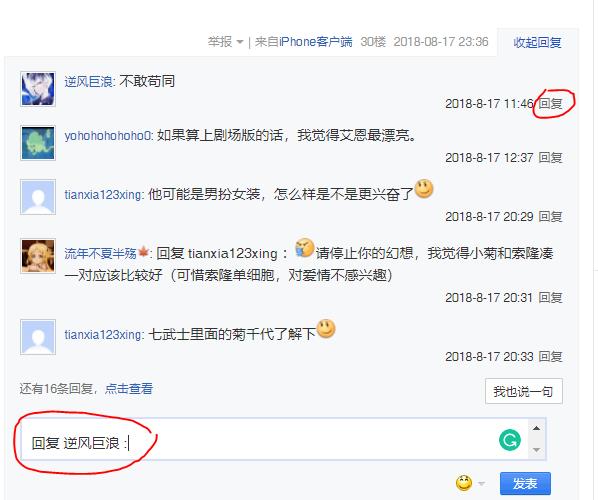 举报 | 来自iPhone客户端 30楼 2018-08-17 23:36 收起回复
逆风巨浪: 不敢苟同
2018-8-17 11:46 回复
yohohohohoho0: 如果算上剧场版的话，我觉得艾恩最漂亮。
2018-8-17 12:37 回复
tianxia123xing: 他可能是男扮女装，怎么样是不是更兴奋了
2018-8-17 20:29 回复
流年不夏半殇: 回复 tianxia123xing ： 请停止你的幻想，我觉得小菊和索隆凑
一对应该比较好（可惜索隆单细胞，对爱情不感兴趣）
2018-8-17 20:31 回复
tianxia123xing: 七武士里面的菊千代了解下
2018-8-17 20:33 回复
还有16条回复，点击查看 我也说一句
回复 逆风巨浪 :
发表